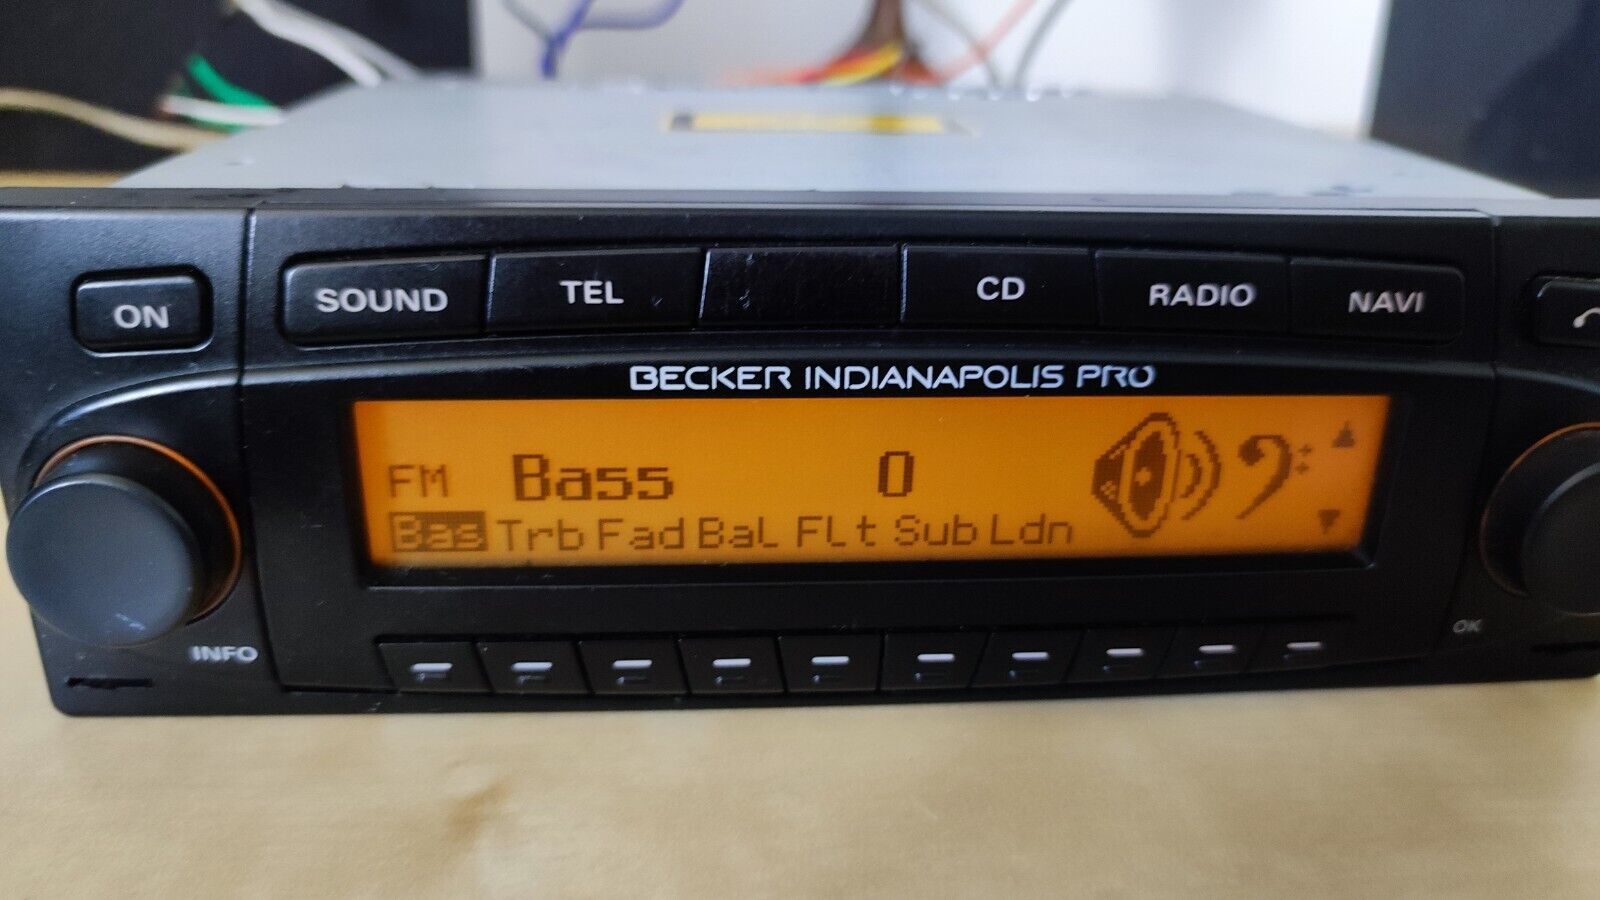 ON SOUND TEL CD RADIO NAVI
BECKER INDIANAPOLIS PRO
FM Bass 0
Bas Trb Fad Bal Flt Sub Ldn
INFO OK